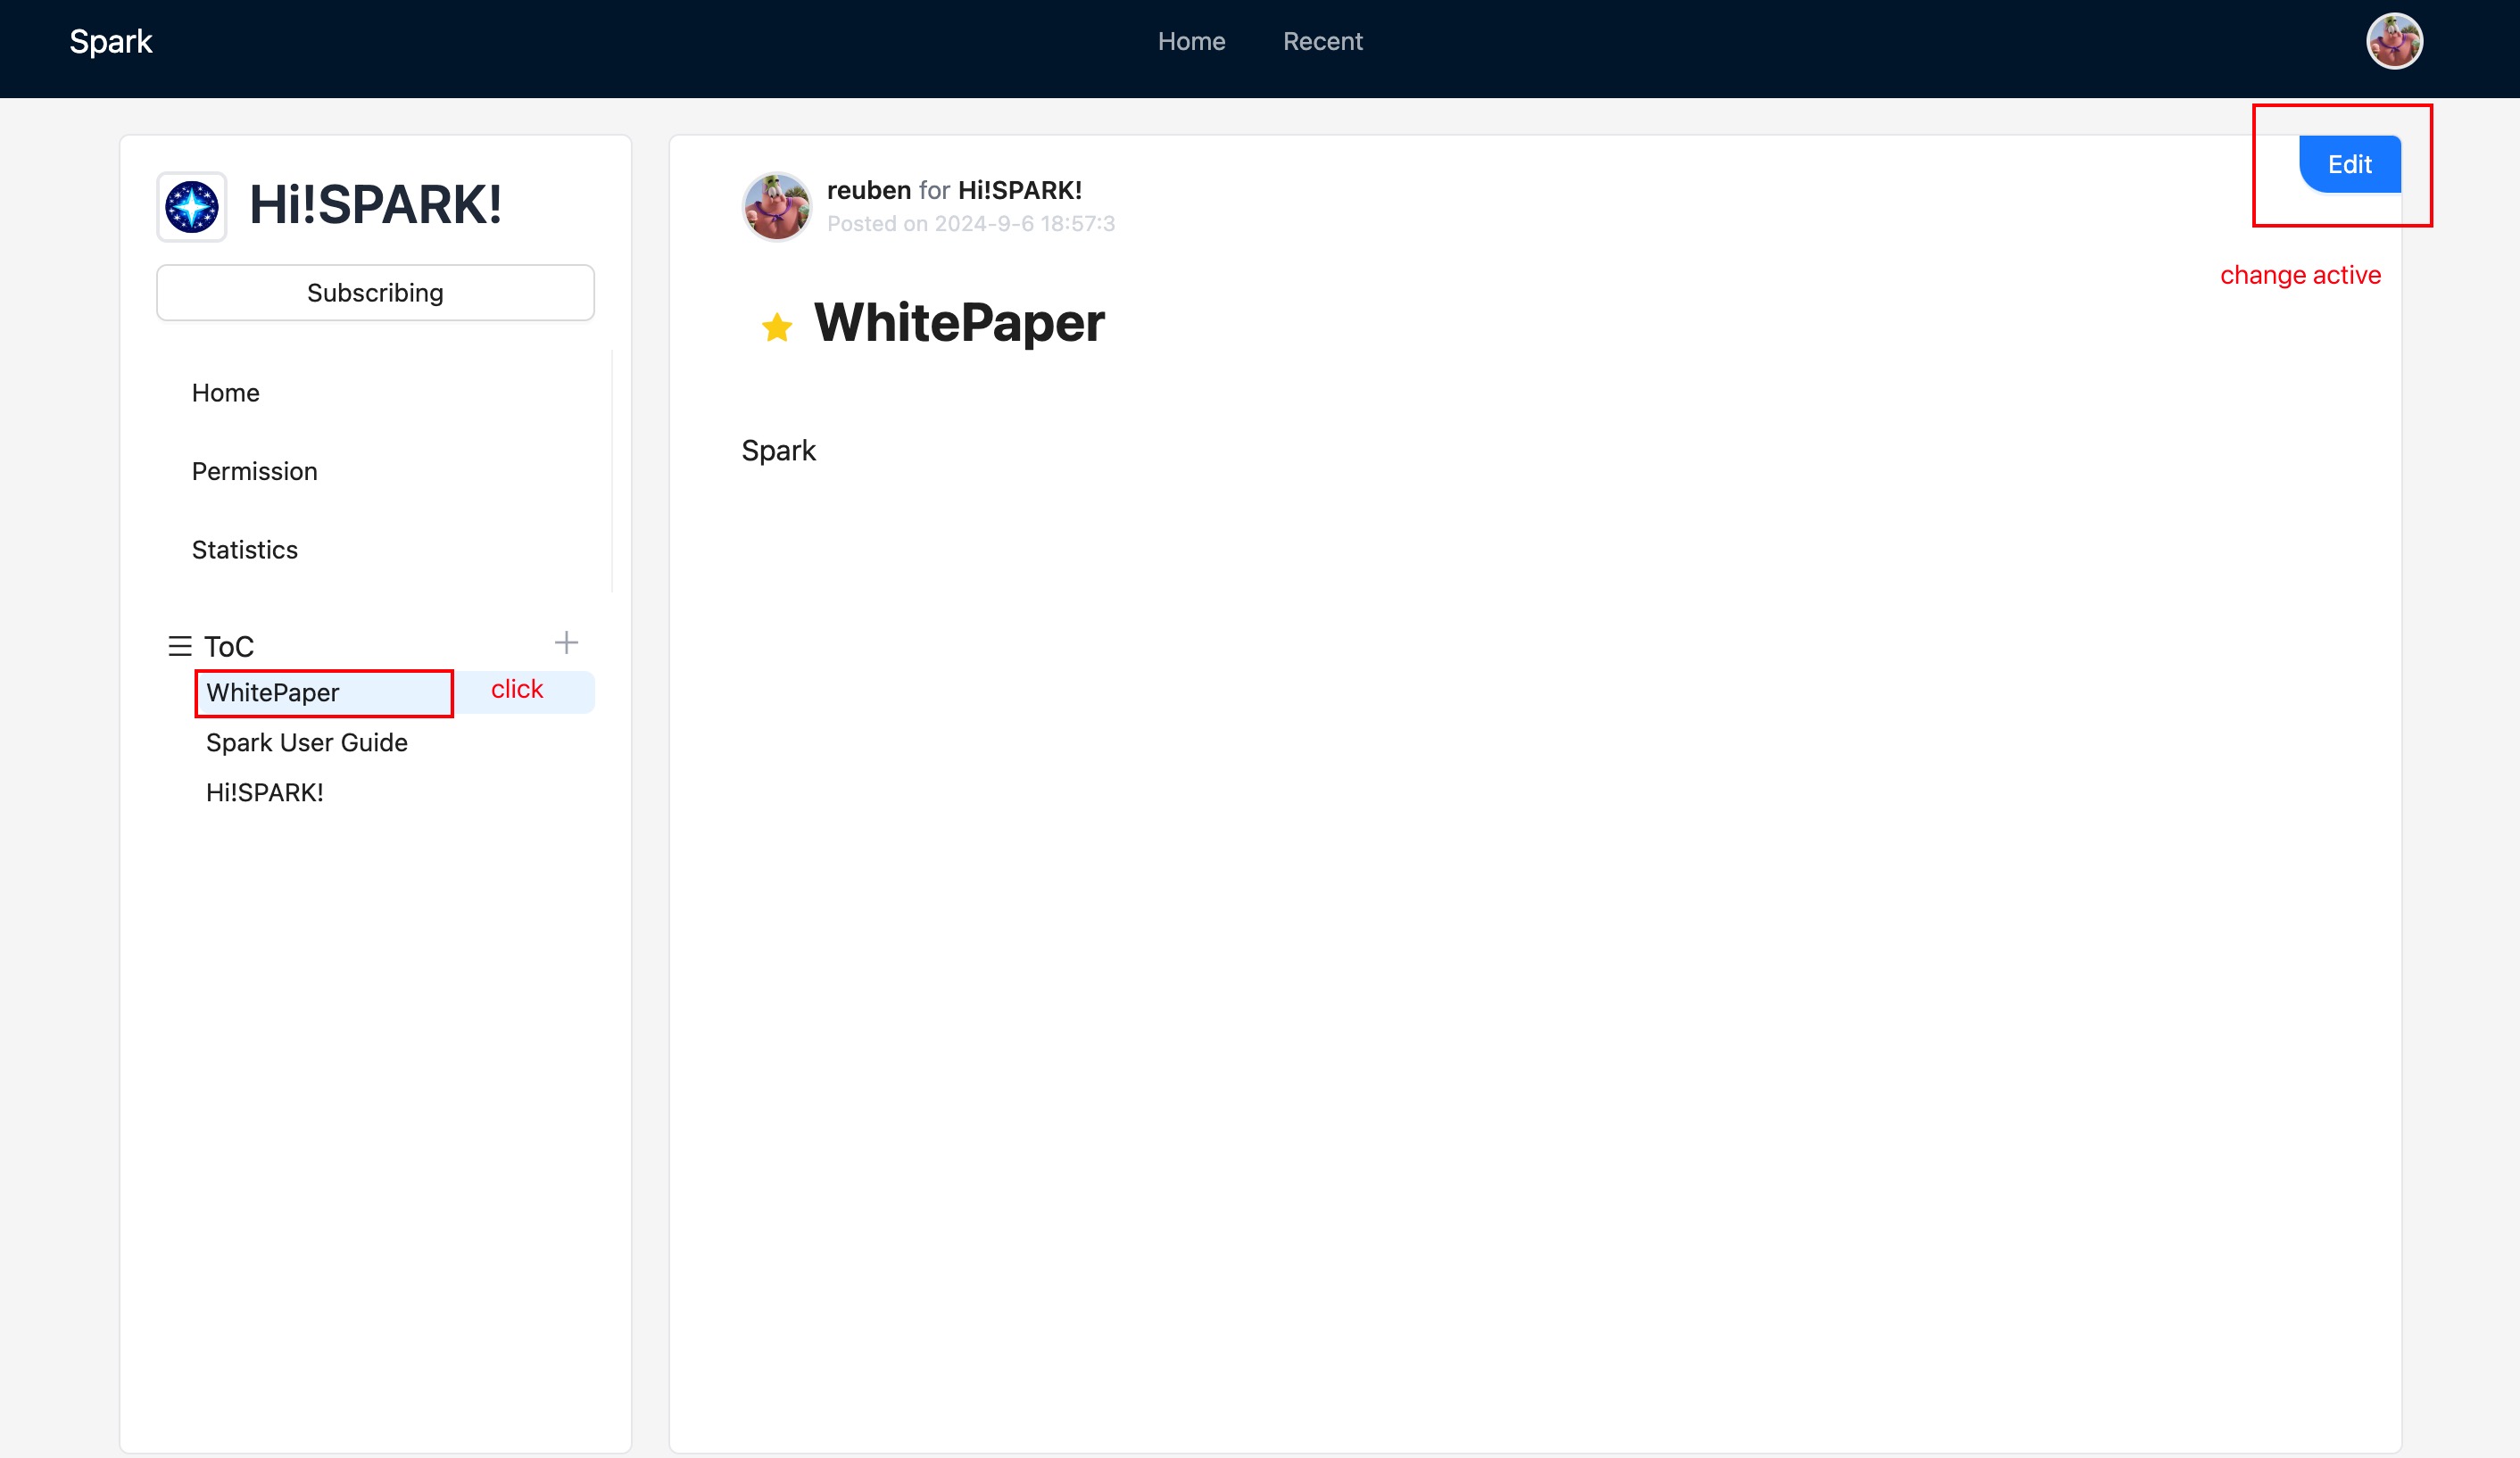 Spark
Home
Recent
Hi!SPARK!
Subscribing
Home
Permission
Statistics
ToC
WhitePaper
click
Spark User Guide
Hi!SPARK!
Edit
reuben for Hi!SPARK!
Posted on 2024-9-6 18:57:3
change active
WhitePaper
Spark